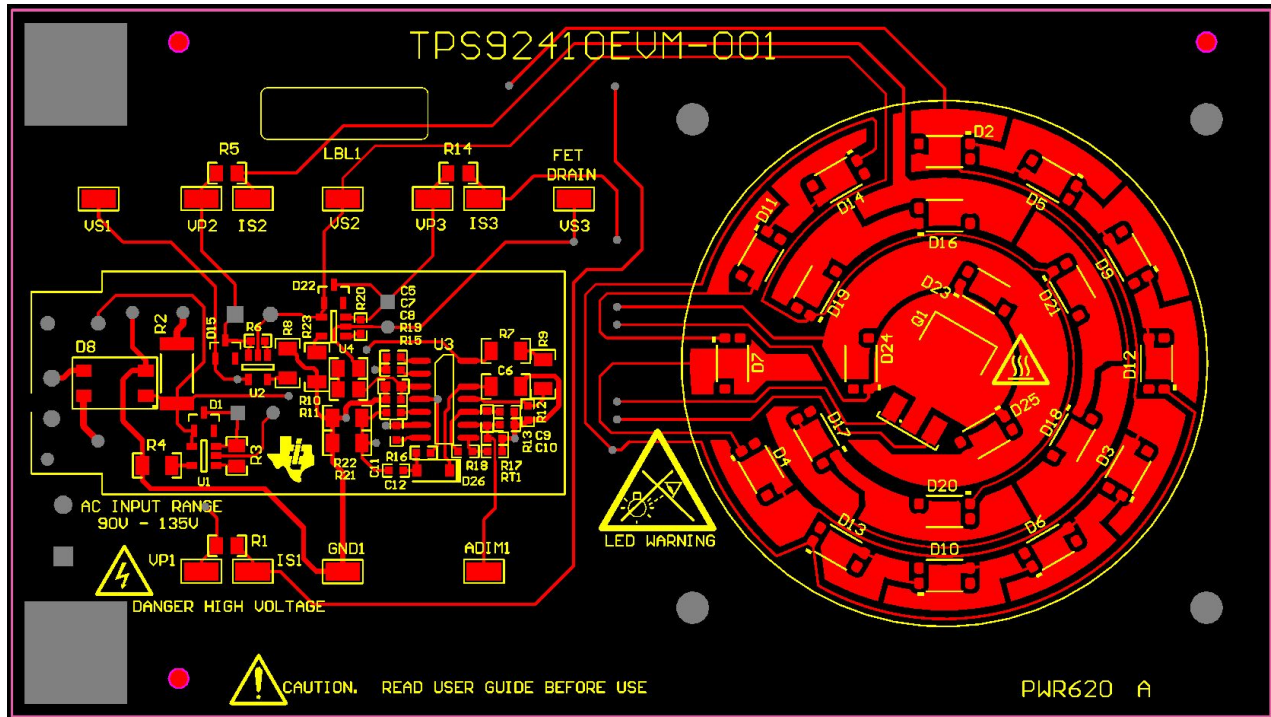 TPS92410EVM-001
LBL1
R5
R14
FET
DRAIN
VS1
VP2
IS2
VS2
VP3
IS3
VS3
D2
D5
D9
D11
D14
D16
D19
D21
D23
Q1
D24
D7
D12
D25
D18
D17
D4
D3
D20
D13
D6
D10
D22
C5
C7
C8
R19
R15
R20
R23
U4
U3
R2
D15
R6
R8
D8
U2
R7
R9
C6
D1
R10
R11
R12
R13
C9
C10
R4
R3
U1
R22
R21
C11
R16
C12
R18
R17
RT1
D26
AC INPUT RANGE
90V - 135V
R1
VP1
IS1
GND1
ADIM1
LED WARNING
DANGER HIGH VOLTAGE
CAUTION. READ USER GUIDE BEFORE USE
PWR620 A